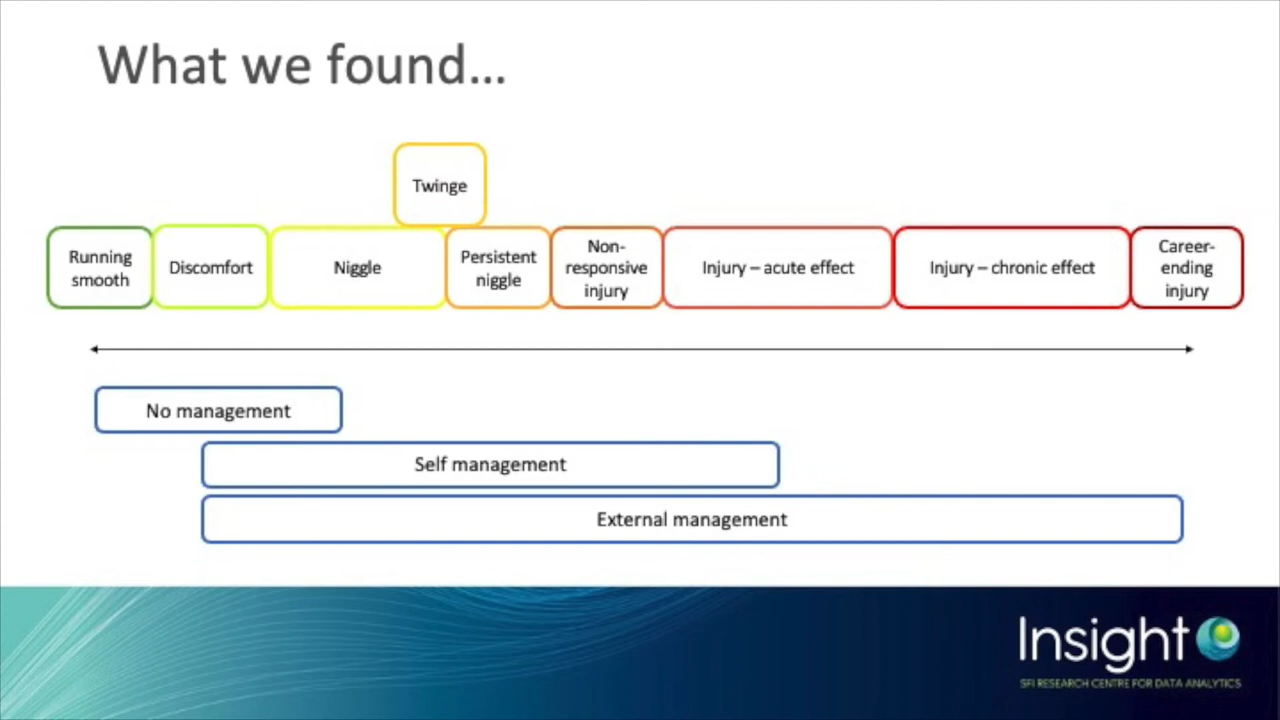 What we found...
Twinge
Running
smooth
Discomfort
Niggle
Persistent
niggle
Non-
responsive
injury
Injury – acute effect
Injury – chronic effect
Career-
ending
injury
No management
Self management
External management
Insight
SFI RESEARCH CENTRE FOR DATA ANALYTICS